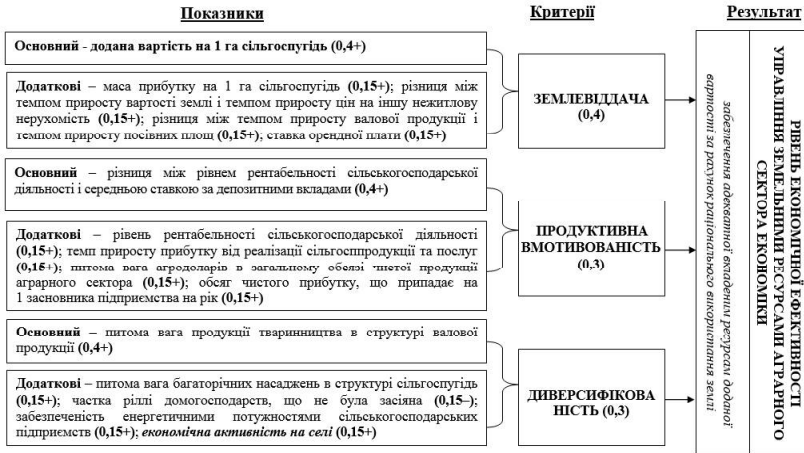 Показники
Критерії
Результат
Основний - додана вартість на 1 га сільгоспугідь (0,4+)
Додаткові – маса прибутку на 1 га сільгоспугідь (0,15+); різниця між
темпом приросту вартості землі і темпом приросту цін на іншу нежитлову
нерухомість (0,15+); різниця між темпом приросту валової продукції і
темпом приросту посівних площ (0,15+); ставка орендної плати (0,15+)
ЗЕМЛЕВІДДАЧА
(0,4)
Основний – різниця між рівнем рентабельності сільськогосподарської
діяльності і середньою ставкою за депозитними вкладами (0,4+)
Додаткові – рівень рентабельності сільськогосподарської діяльності
(0,15+); темп приросту прибутку від реалізації сільгосппродукції та послуг
(0,15+); питома вага агродоларів в загальному обсязі чистої продукції
аграрного сектора (0,15+); обсяг чистого прибутку, що припадає на
1 засновника підприємства на рік (0,15+)
ПРОДУКТИВНА
ВМОТИВОВАНІСТЬ
(0,3)
Основний – питома вага продукції тваринництва в структурі валової
продукції (0,4+)
Додаткові – питома вага багаторічних насаджень в структурі сільгоспугідь
(0,15+); частка ріллі домогосподарств, що не була засіяна (0,15–);
забезпеченість енергетичними потужностями сільськогосподарських
підприємств (0,15+); економічна активність на селі (0,15+)
ДИВЕРСИФІКОВА
НІСТЬ (0,3)
РІВЕНЬ ЕКОНОМІЧНОЇ ЕФЕКТИВНОСТІ
УПРАВЛІННЯ ЗЕМЕЛЬНИМИ РЕСУРСАМИ АГРАРНОГО
СЕКТОРА ЕКОНОМІКИ
забезпечення адекватної вкладеним ресурсам доданої
вартості за рахунок раціонального використання землі